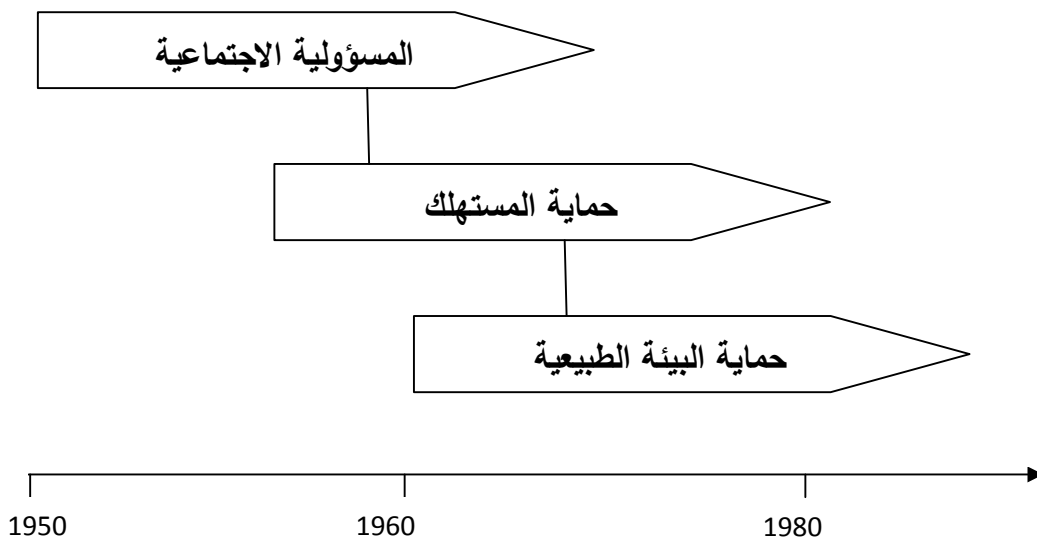 المسؤولية الاجتماعية
حماية المستهلك
حماية البيئة الطبيعية
1950
1960
1980